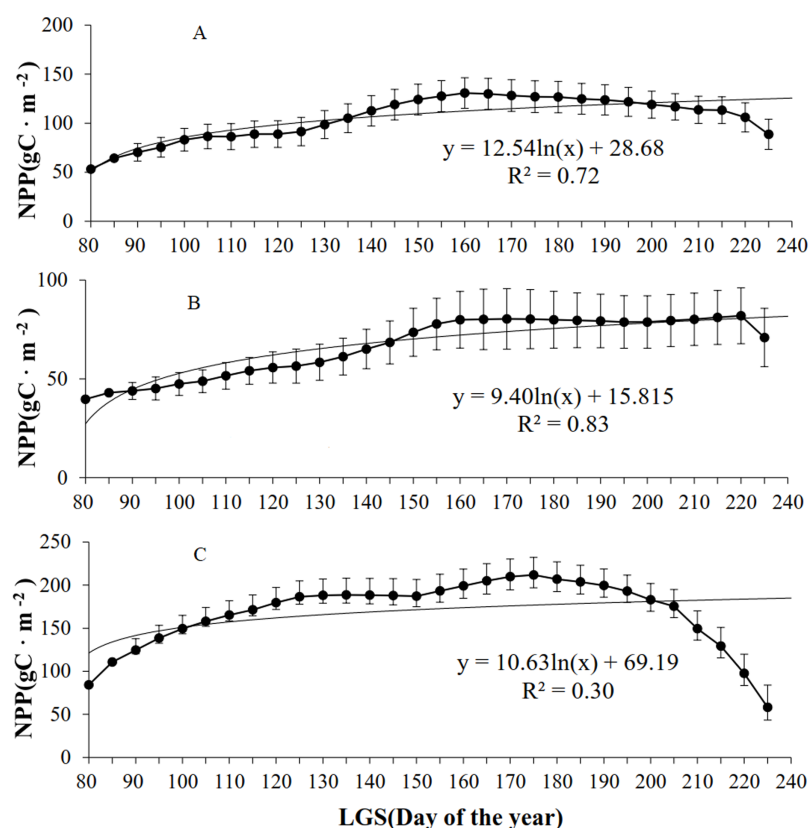 A
NPP(gC · m -2)
200
150
100
50
0
y = 12.54ln(x) + 28.68
R² = 0.72
80 90 100 110 120 130 140 150 160 170 180 190 200 210 220 230 240
B
NPP(gC · m -2)
100
50
0
y = 9.40ln(x) + 15.815
R² = 0.83
80 90 100 110 120 130 140 150 160 170 180 190 200 210 220 230 240
C
NPP(gC · m -2)
250
200
150
100
50
0
y = 10.63ln(x) + 69.19
R² = 0.30
80 90 100 110 120 130 140 150 160 170 180 190 200 210 220 230 240
LGS(Day of the year)